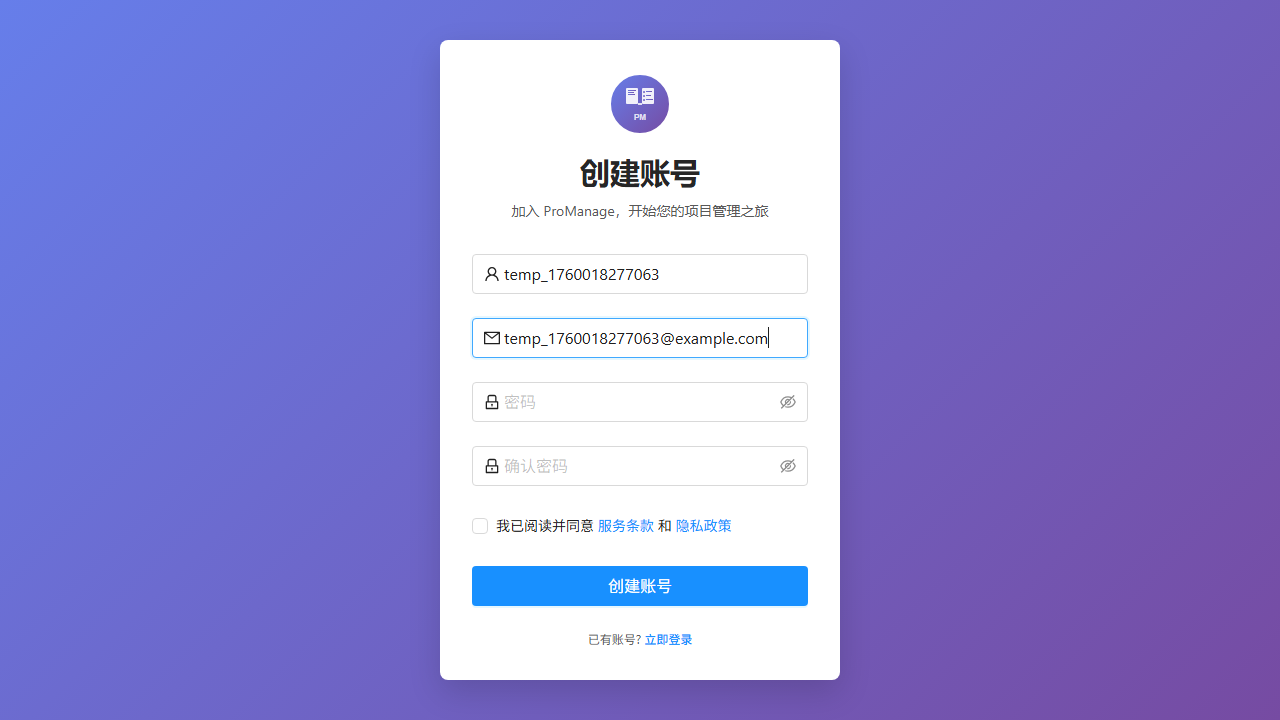 PM
创建账号
加入 ProManage，开始您的项目管理之旅
temp_1760018277063
temp_1760018277063@example.com
密码
确认密码
我已阅读并同意 服务条款 和 隐私政策
创建账号
已有账号? 立即登录